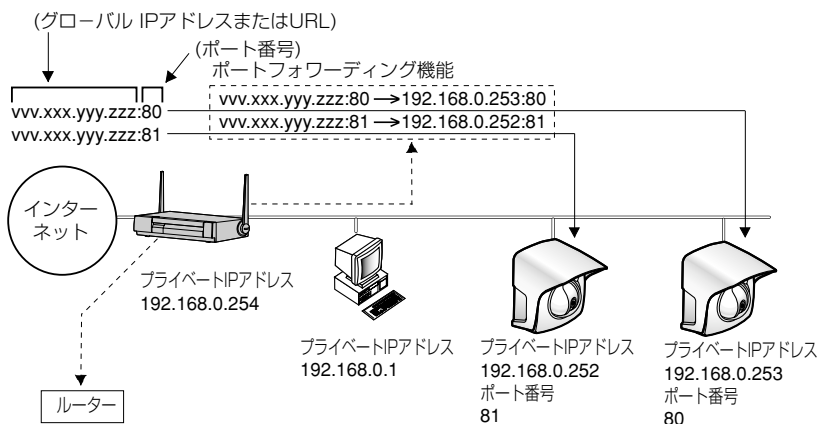 (グローバル IPアドレスまたはURL)
(ポート番号)
ポートフォワーディング機能
vvv.xxx.yyy.zzz:80
vvv.xxx.yyy.zzz:80→192.168.0.253:80
vvv.xxx.yyy.zzz:81
vvv.xxx.yyy.zzz:81→192.168.0.252:81
インター
ネット
プライベートIPアドレス
192.168.0.254
プライベートIPアドレス
192.168.0.1
プライベートIPアドレス
192.168.0.252
ポート番号
81
プライベートIPアドレス
192.168.0.253
ポート番号
80
ルーター